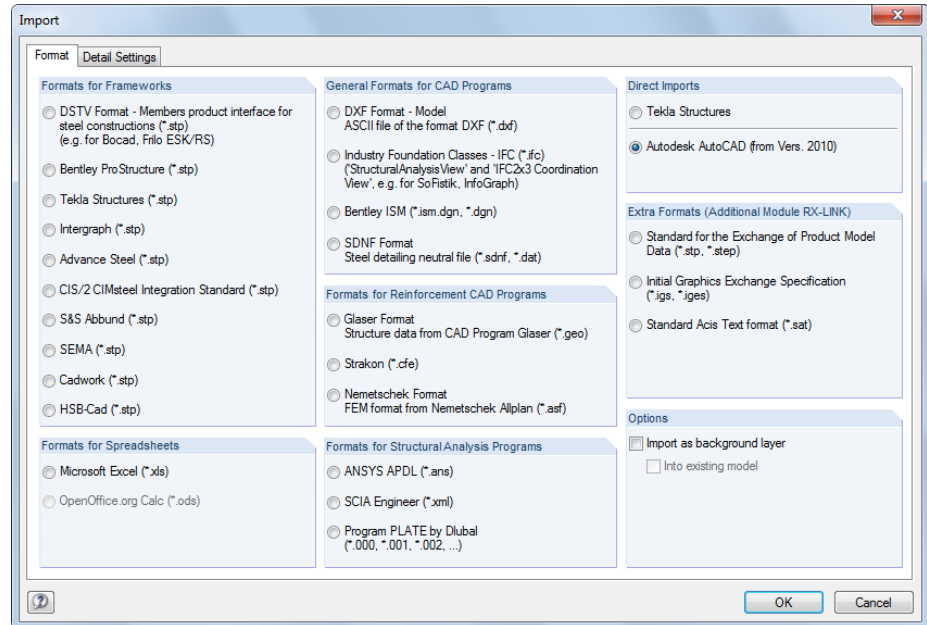 Import
Format
Detail Settings
Formats for Frameworks
DSTV Format - Members product interface for
steel constructions (*.stp)
(e.g. for Bocad, Frilo ESK/RS)
Bentley ProStructure (*.stp)
Tekla Structures (*.stp)
Intergraph (*.stp)
Advance Steel (*.stp)
CIS/2 CIMsteel Integration Standard (*.stp)
S&S Abbund (*.stp)
SEMA (*.stp)
Cadwork (*.stp)
HSB-Cad (*.stp)
Formats for Spreadsheets
Microsoft Excel (*.xls)
OpenOffice.org Calc (*.ods)
General Formats for CAD Programs
DXF Format - Model
ASCII file of the format DXF (*.dxf)
Industry Foundation Classes - IFC (*.ifc)
('StructuralAnalysisView' and 'IFC2x3 Coordination
View', e.g. for SoFistik, InfoGraph)
Bentley ISM (*.ism.dgn, *.dgn)
SDNF Format
Steel detailing neutral file (*.sdnf, *.dat)
Formats for Reinforcement CAD Programs
Glaser Format
Structure data from CAD Program Glaser (*.geo)
Strakon (*.cfe)
Nemetschek Format
FEM format from Nemetschek Allplan (*.asf)
Formats for Structural Analysis Programs
ANSYS APDL (*.ans)
SCIA Engineer (*.xml)
Program PLATE by Dlubal
(*.000, *.001, *.002, ...)
Direct Imports
Tekla Structures
Autodesk AutoCAD (from Vers. 2010)
Extra Formats (Additional Module RX-LINK)
Standard for the Exchange of Product Model
Data (*.stp, *.step)
Initial Graphics Exchange Specification
(*.igs, *.iges)
Standard Acis Text format (*.sat)
Options
Import as background layer
Into existing model
OK
Cancel